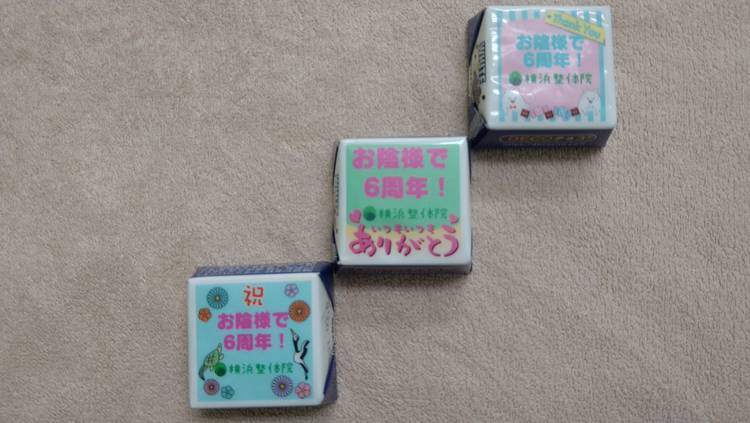 Thank You
お陰様で
6周年！
横浜整体院
お陰様で
6周年！
横浜整体院
いつもいつも
ありがとう
祝
お陰様で
6周年！
横浜整体院